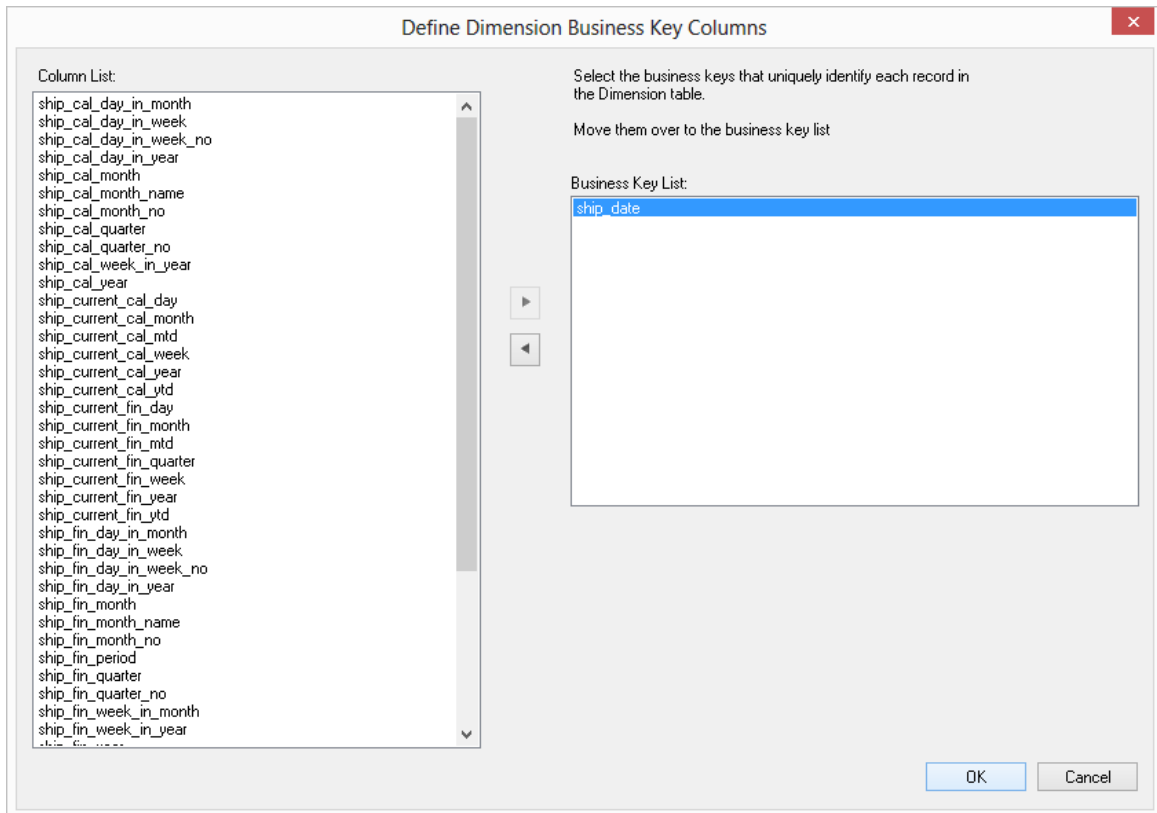 Define Dimension Business Key Columns
Column List:
ship_cal_day_in_month
ship_cal_day_in_week
ship_cal_day_in_week_no
ship_cal_day_in_year
ship_cal_month
ship_cal_month_name
ship_cal_month_no
ship_cal_quarter
ship_cal_quarter_no
ship_cal_week_in_year
ship_cal_year
ship_current_cal_day
ship_current_cal_month
ship_current_cal_mtd
ship_current_cal_week
ship_current_cal_year
ship_current_cal_ytd
ship_current_fin_day
ship_current_fin_month
ship_current_fin_mtd
ship_current_fin_quarter
ship_current_fin_week
ship_current_fin_year
ship_current_fin_ytd
ship_fin_day_in_month
ship_fin_day_in_week
ship_fin_day_in_week_no
ship_fin_day_in_year
ship_fin_month
ship_fin_month_name
ship_fin_month_no
ship_fin_period
ship_fin_quarter
ship_fin_quarter_no
ship_fin_week_in_month
ship_fin_week_in_year
Select the business keys that uniquely identify each record in
the Dimension table.
Move them over to the business key list
Business Key List:
ship_date
OK
Cancel